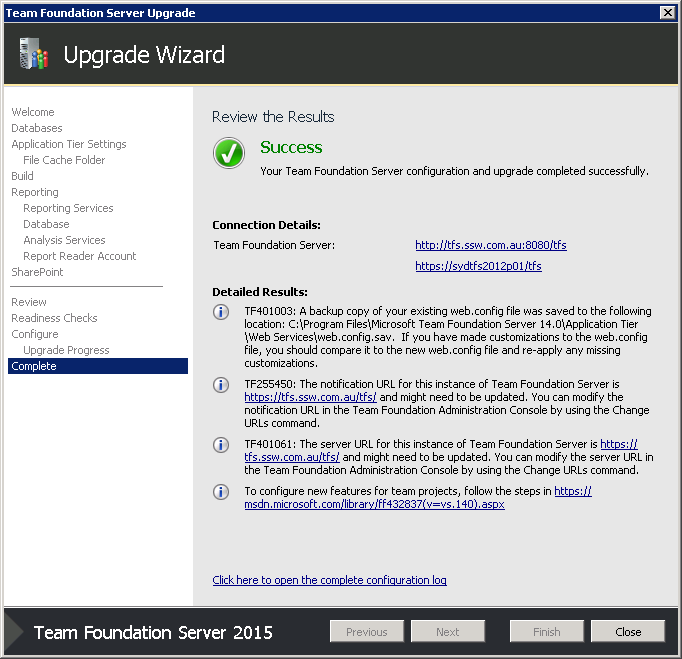 Team Foundation Server Upgrade
Upgrade Wizard
Welcome
Databases
Application Tier Settings
File Cache Folder
Build
Reporting
Reporting Services
Database
Analysis Services
Report Reader Account
SharePoint
Review
Readiness Checks
Configure
Upgrade Progress
Complete
Review the Results
Success
Your Team Foundation Server configuration and upgrade completed successfully.
Connection Details:
Team Foundation Server: http://tfs.ssw.com.au:8080/tfs
https://sydtfs2012p01/tfs
Detailed Results:
TF401003: A backup copy of your existing web.config file was saved to the following
location: C:\Program Files\Microsoft Team Foundation Server 14.0\Application Tier
\Web Services\web.config.sav.  If you have made customizations to the web.config
file, you should compare it to the new web.config file and re-apply any missing
customizations.
TF255450: The notification URL for this instance of Team Foundation Server is
https://tfs.ssw.com.au/tfs/ and might need to be updated. You can modify the
notification URL in the Team Foundation Administration Console by using the Change
URLs command.
TF401061: The server URL for this instance of Team Foundation Server is https://
tfs.ssw.com.au/tfs/ and might need to be updated. You can modify the server URL in
the Team Foundation Administration Console by using the Change URLs command.
To configure new features for team projects, follow the steps in https://
msdn.microsoft.com/library/ff432837(v=vs.140).aspx
Click here to open the complete configuration log
Team Foundation Server 2015
Previous
Next
Finish
Close